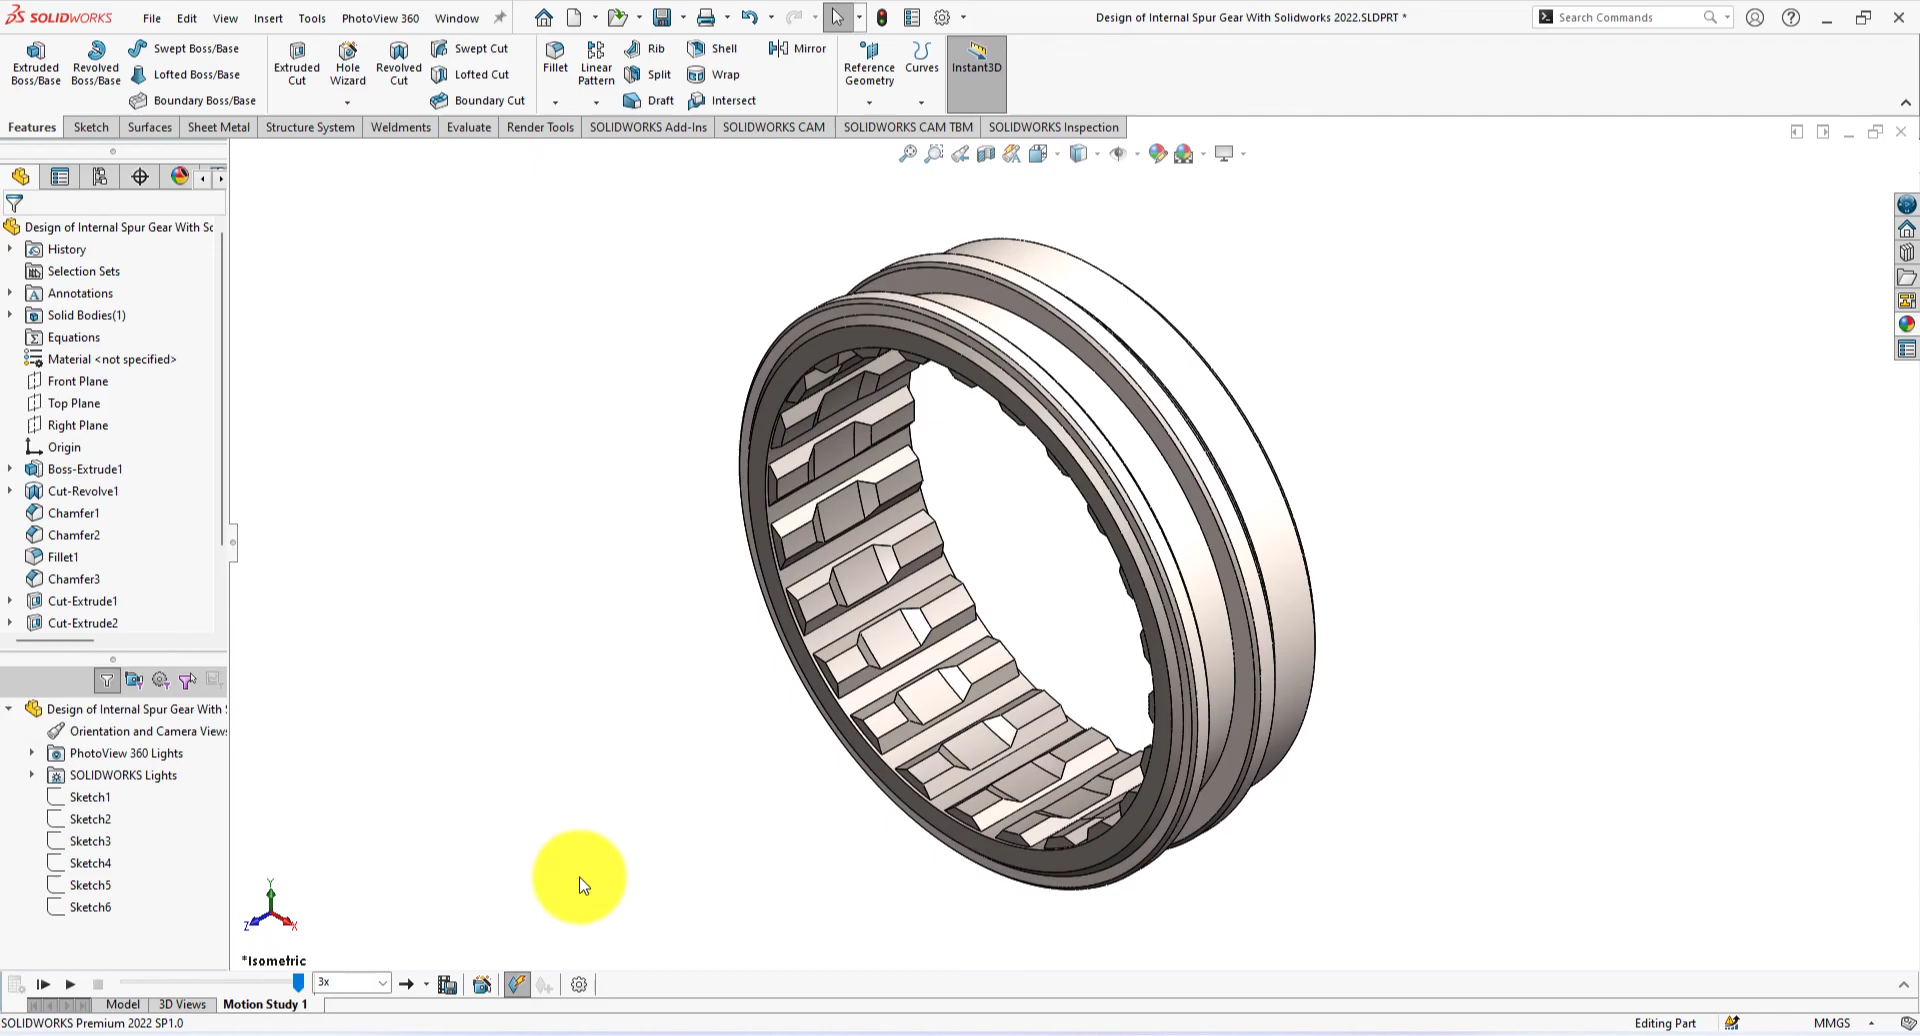 SOLIDWORKS File Edit View Insert Tools PhotoView 360 Window Design of Internal Spur Gear With Solidworks 2022.SLDPRT * Search Commands
Extruded Boss/Base
Revolved Boss/Base
Swept Boss/Base
Lofted Boss/Base
Boundary Boss/Base
Extruded Cut
Hole Wizard
Revolved Cut
Swept Cut
Lofted Cut
Boundary Cut
Fillet
Linear Pattern
Rib
Split
Draft
Shell
Wrap
Intersect
Mirror
Reference Geometry
Curves
Instant3D
Features Sketch Surfaces Sheet Metal Structure System Weldments Evaluate Render Tools SOLIDWORKS Add-Ins SOLIDWORKS CAM SOLIDWORKS CAM TBM SOLIDWORKS Inspection
Design of Internal Spur Gear With Sc
History
Selection Sets
Annotations
Solid Bodies(1)
Equations
Material <not specified>
Front Plane
Top Plane
Right Plane
Origin
Boss-Extrude1
Cut-Revolve1
Chamfer1
Chamfer2
Fillet1
Chamfer3
Cut-Extrude1
Cut-Extrude2
Design of Internal Spur Gear With
Orientation and Camera Views
PhotoView 360 Lights
SOLIDWORKS Lights
Sketch1
Sketch2
Sketch3
Sketch4
Sketch5
Sketch6
Y
Z X
*Isometric
3x
Model 3D Views Motion Study 1
SOLIDWORKS Premium 2022 SP1.0 Editing Part MMGS